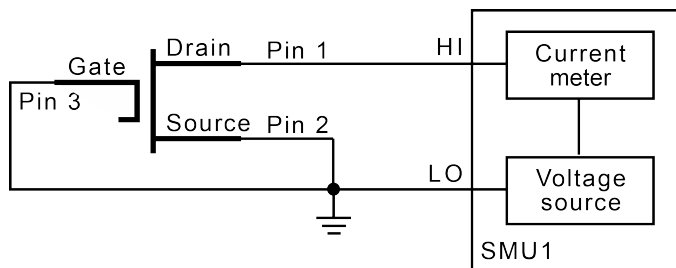 Drain
Pin 1
HI
Current
meter
Gate
Pin 3
Source
Pin 2
LO
Voltage
source
SMU1